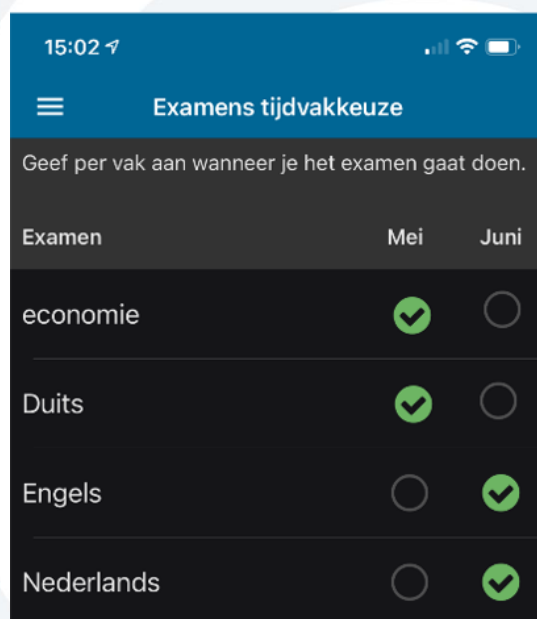 15:02
Examens tijdvakkeuze
Geef per vak aan wanneer je het examen gaat doen.
Examen Mei Juni
economie
Duits
Engels
Nederlands